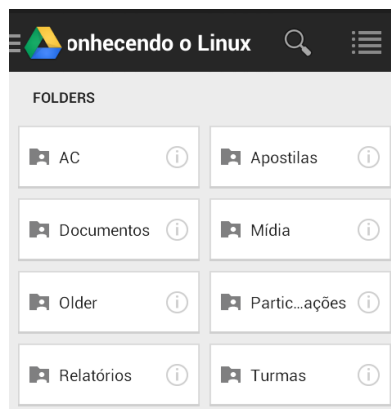 onhecendo o Linux
FOLDERS
AC
Apostilas
Documentos
Mídia
Older
Partic...ações
Relatórios
Turmas